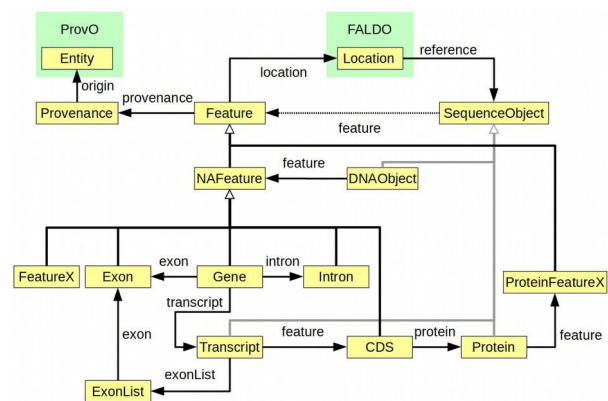 ProvO
FALDO
Entity
Location
reference
origin
location
provenance
Provenance
Feature
SequenceObject
feature
feature
NAFeature
DNAObject
exon
intron
FeatureX
Exon
Gene
Intron
ProteinFeatureX
transcript
exon
feature
protein
feature
Transcript
CDS
Protein
exonList
ExonList